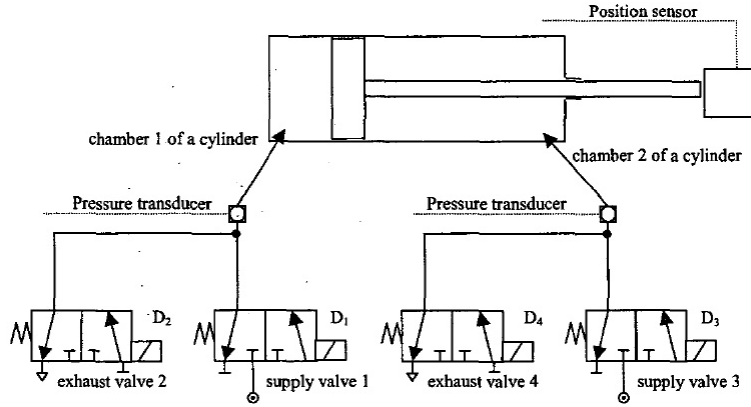 Position sensor
chamber 1 of a cylinder
chamber 2 of a cylinder
Pressure transducer
Pressure transducer
D2
D1
D4
D3
exhaust valve 2
supply valve 1
exhaust valve 4
supply valve 3